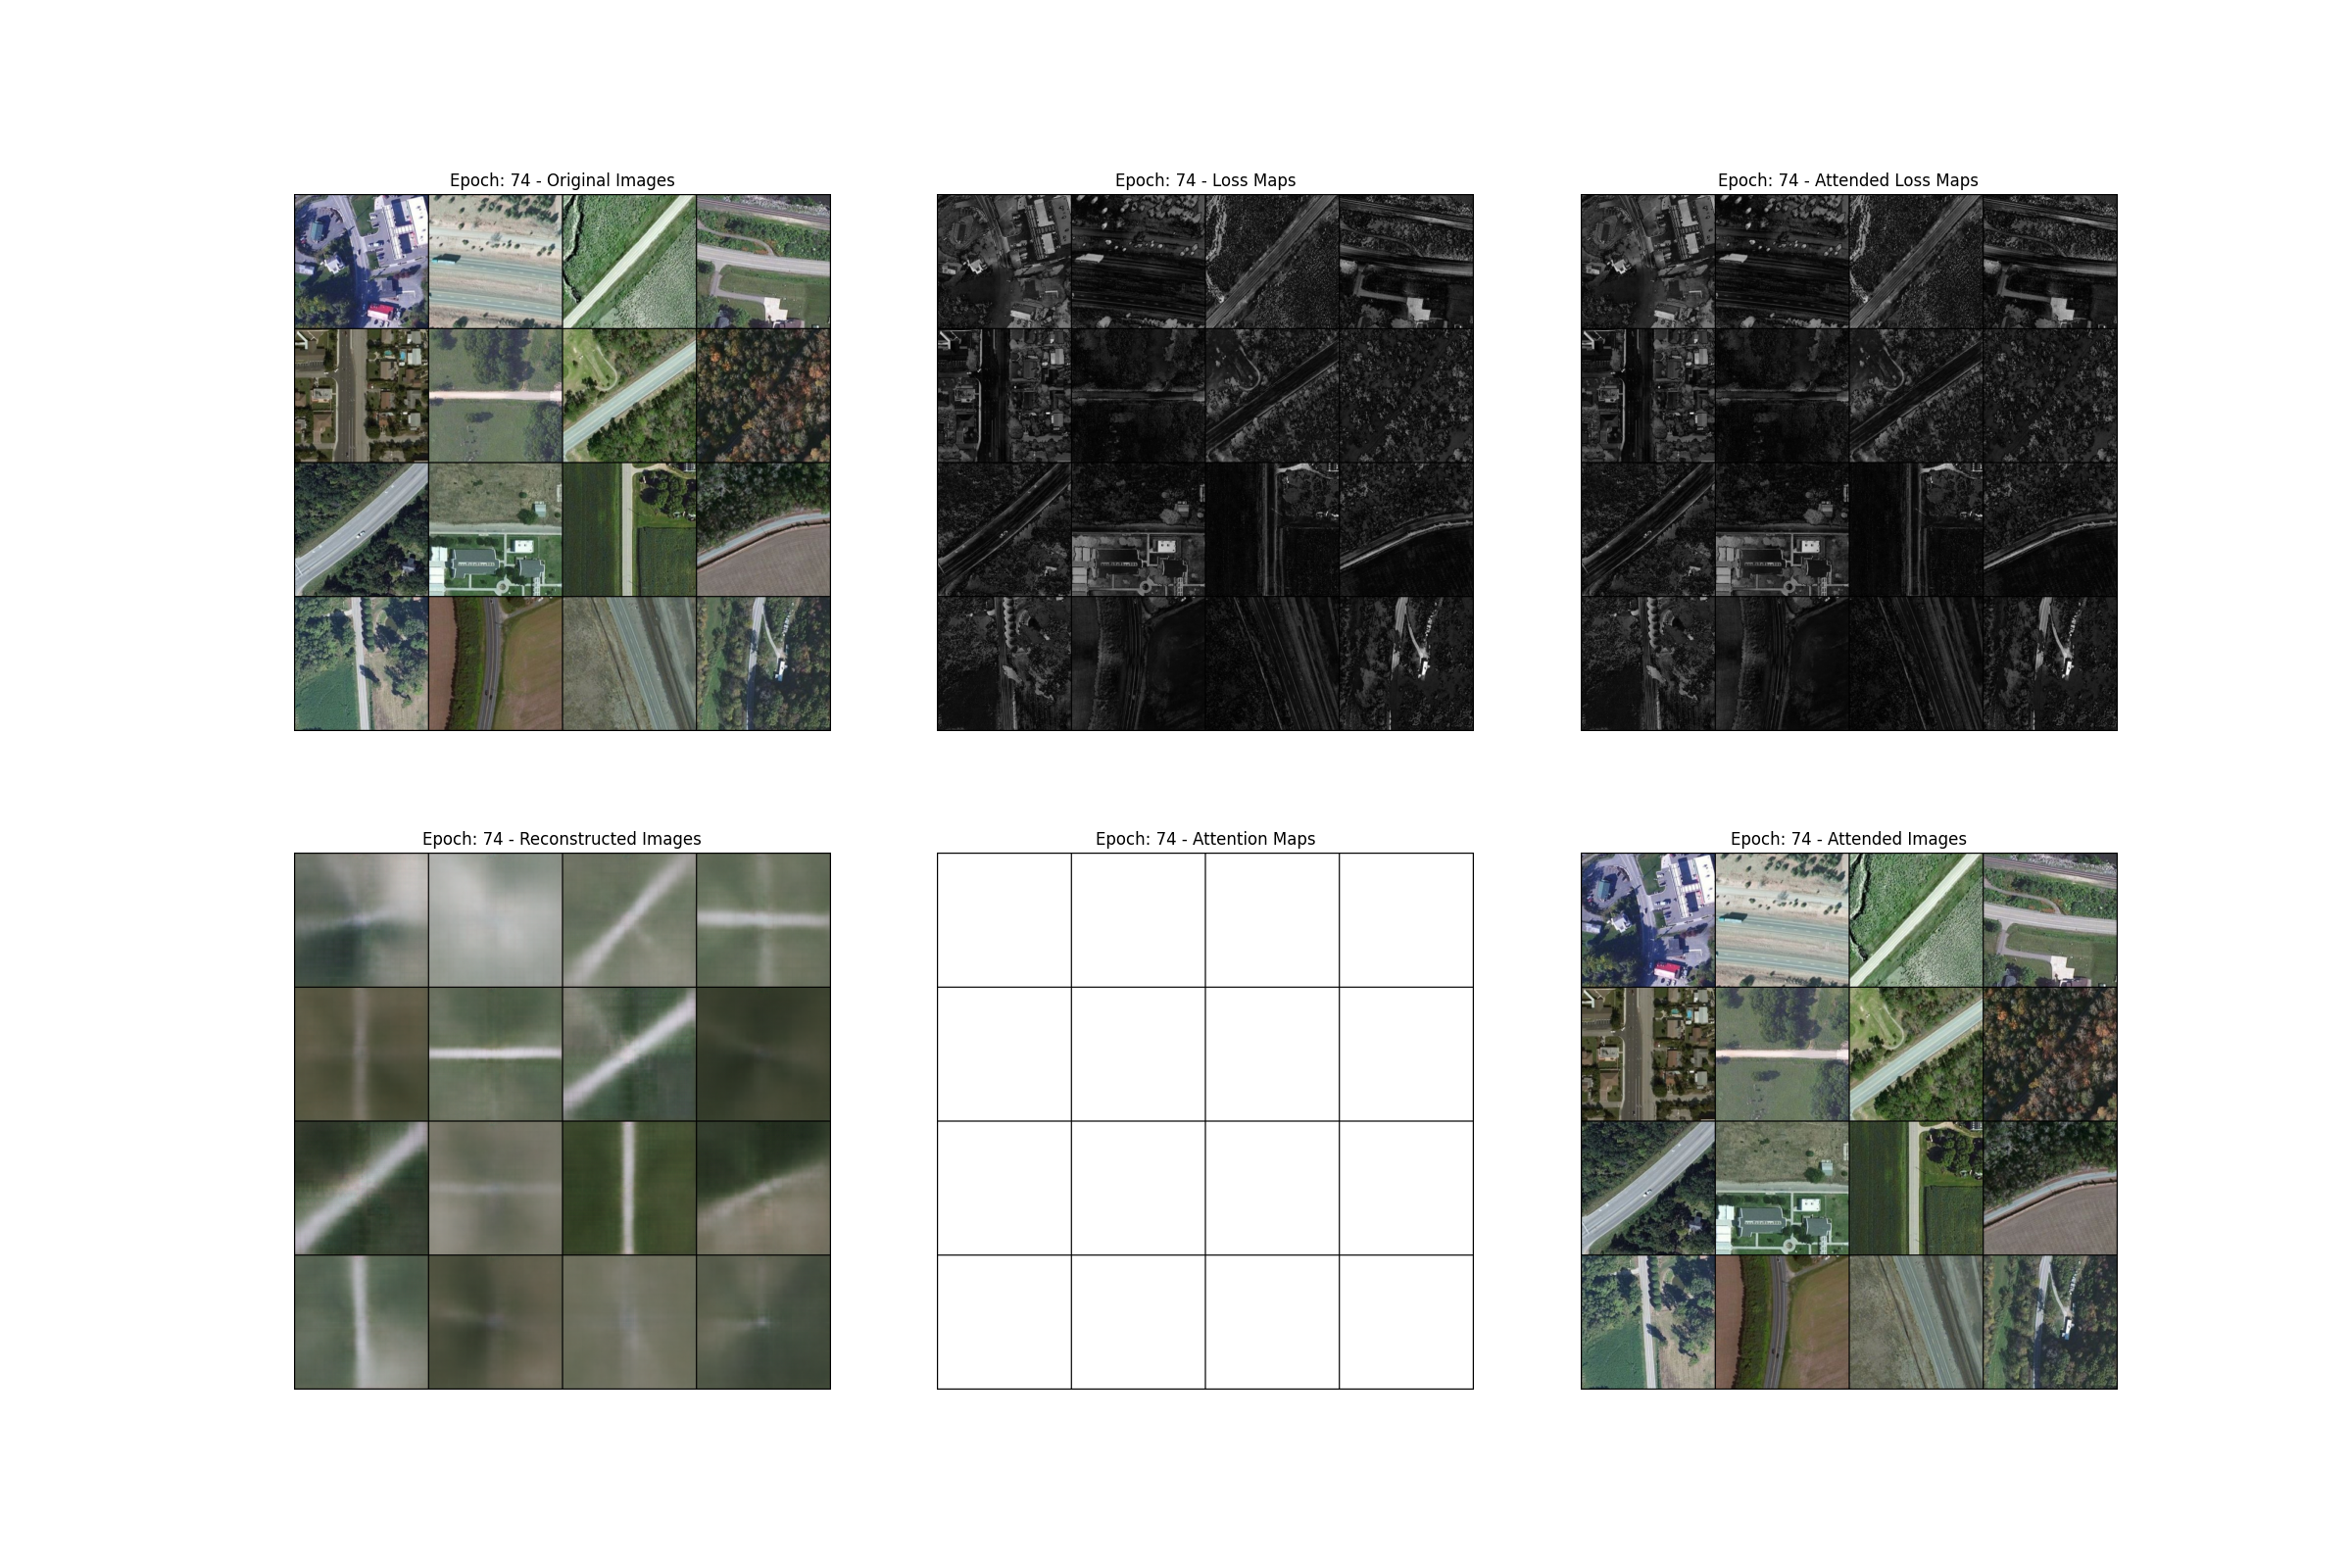 Epoch: 74 - Original Images
Epoch: 74 - Loss Maps
Epoch: 74 - Attended Loss Maps
Epoch: 74 - Reconstructed Images
Epoch: 74 - Attention Maps
Epoch: 74 - Attended Images